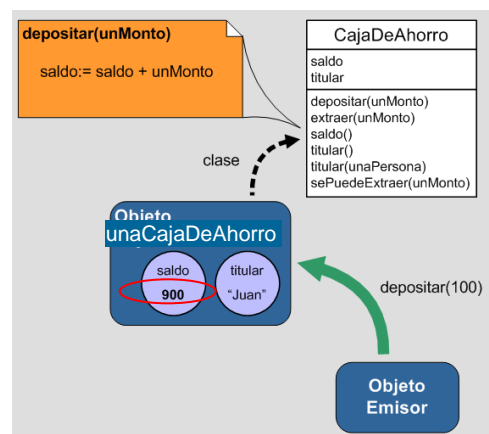 depositar(unMonto)
saldo:= saldo + unMonto
CajaDeAhorro
saldo
titular
depositar(unMonto)
extraer(unMonto)
saldo()
titular()
titular(unaPersona)
sePuedeExtraer(unMonto)
clase
Objeto
unaCajaDeAhorro
saldo
900
titular
“Juan”
depositar(100)
Objeto
Emisor